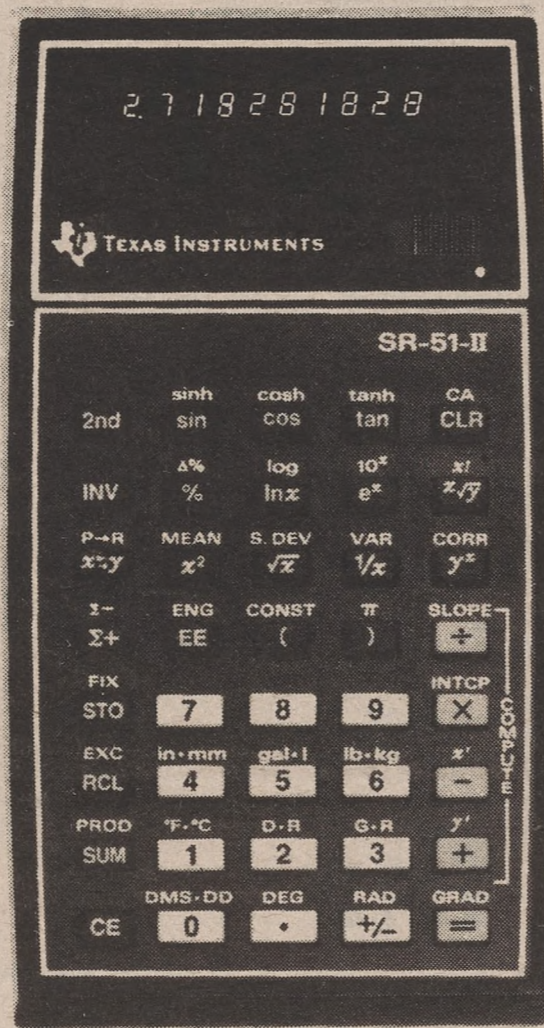 2.718281828
TEXAS INSTRUMENTS
SR-51-II
sinh cosh tanh CA
2nd sin cos tan CLR
Δ% log 10ˣ x!
INV % lnx eˣ ˣ√y
P→R MEAN S.DEV VAR CORR
x⇄y x² √x 1/x yˣ
Σ− ENG CONST π SLOPE
Σ+ EE ( ) ÷
FIX INTCP
STO 7 8 9 X
EXC in·mm gal·l lb·kg x'
RCL 4 5 6 −
PROD °F·°C D·R G·R y'
SUM 1 2 3 +
DMS·DD DEG RAD GRAD
CE 0 . +/− =
COMPUTE